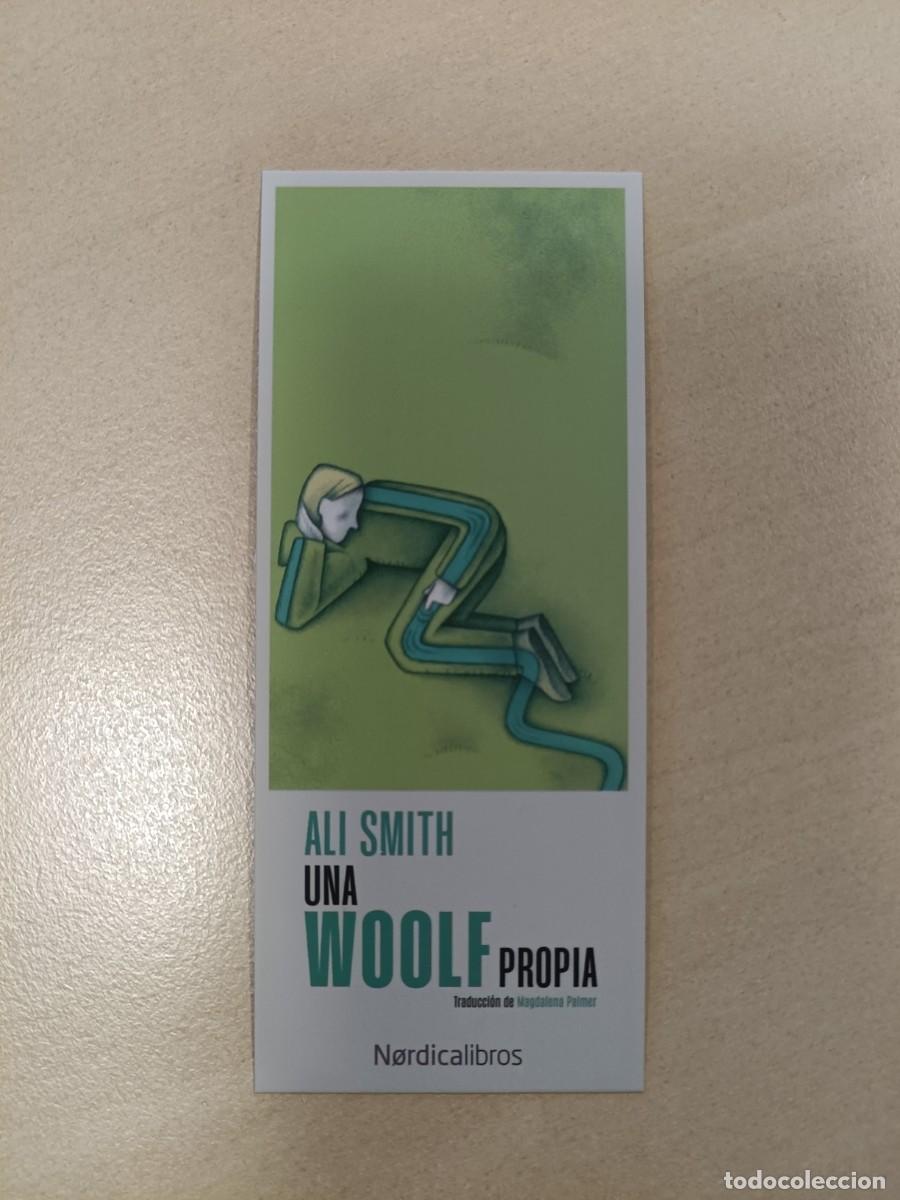 ALI SMITH
UNA
WOOLF PROPIA
Traducción de Magdalena Palmer
Nørdicalibros
todocoleccion